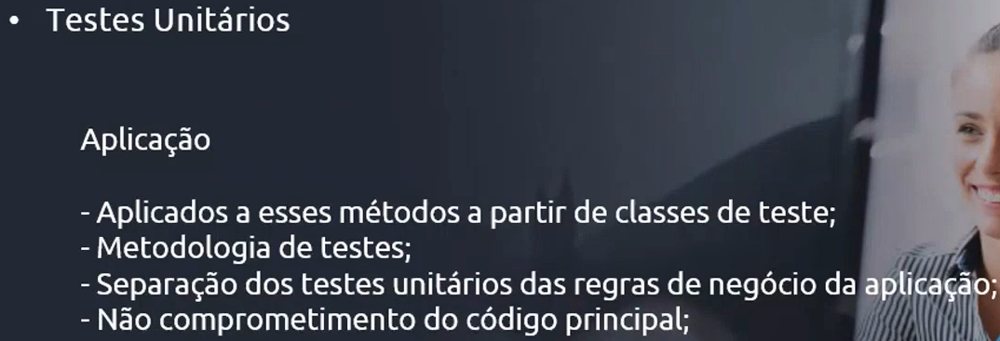 • Testes Unitários
Aplicação
- Aplicados a esses métodos a partir de classes de teste;
- Metodologia de testes;
- Separação dos testes unitários das regras de negócio da aplicação;
- Não comprometimento do código principal;